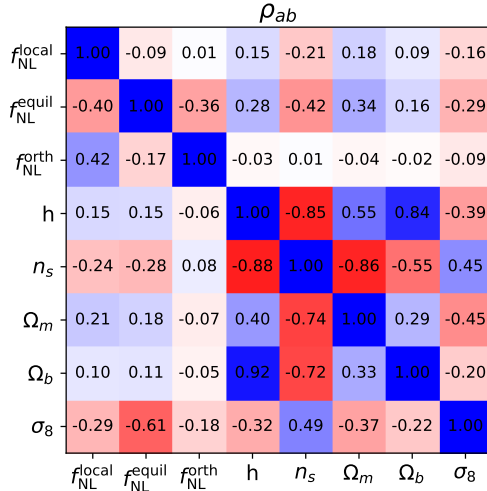 ρ_ab
f_NL^local 1.00 -0.09 0.01 0.15 -0.21 0.18 0.09 -0.16
f_NL^equil -0.40 1.00 -0.36 0.28 -0.42 0.34 0.16 -0.29
f_NL^orth 0.42 -0.17 1.00 -0.03 0.01 -0.04 -0.02 -0.09
h 0.15 0.15 -0.06 1.00 -0.85 0.55 0.84 -0.39
n_s -0.24 -0.28 0.08 -0.88 1.00 -0.86 -0.55 0.45
Ω_m 0.21 0.18 -0.07 0.40 -0.74 1.00 0.29 -0.45
Ω_b 0.10 0.11 -0.05 0.92 -0.72 0.33 1.00 -0.20
σ_8 -0.29 -0.61 -0.18 -0.32 0.49 -0.37 -0.22 1.00
f_NL^local f_NL^equil f_NL^orth h n_s Ω_m Ω_b σ_8